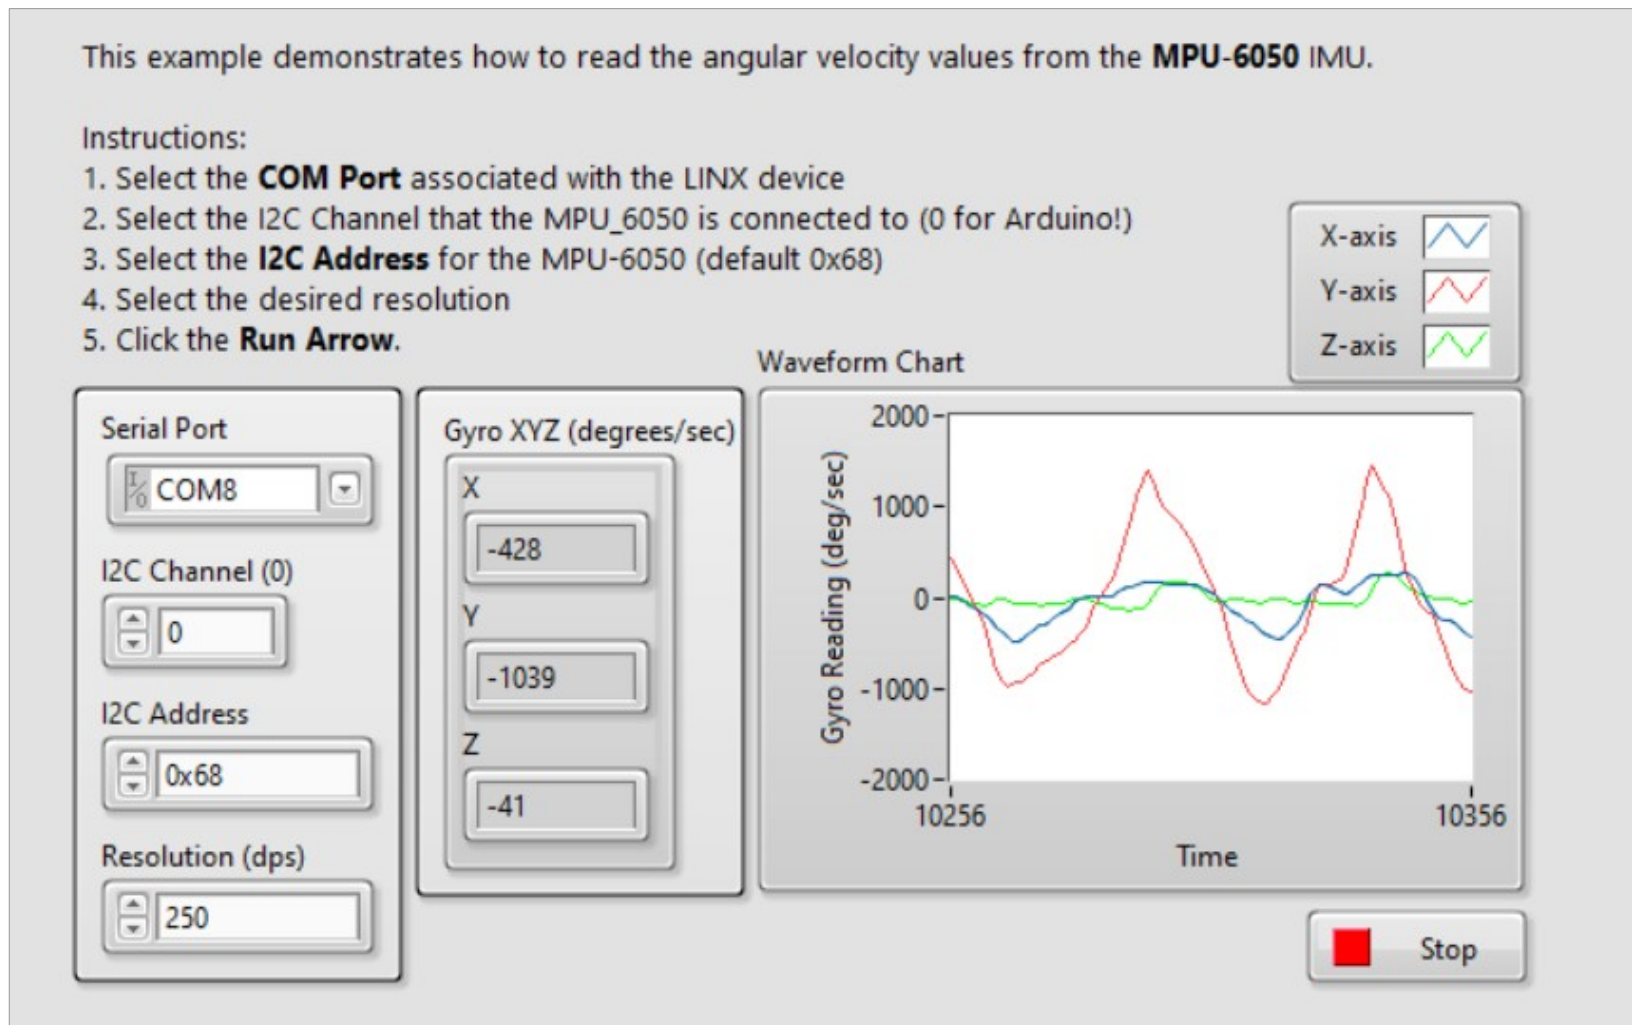 This example demonstrates how to read the angular velocity values from the MPU-6050 IMU.
Instructions:
1. Select the COM Port associated with the LINX device
2. Select the I2C Channel that the MPU_6050 is connected to (0 for Arduino!)
3. Select the I2C Address for the MPU-6050 (default 0x68)
4. Select the desired resolution
5. Click the Run Arrow.
X-axis
Y-axis
Z-axis
Serial Port
I/O COM8
I2C Channel (0)
0
I2C Address
0x68
Resolution (dps)
250
Gyro XYZ (degrees/sec)
X
-428
Y
-1039
Z
-41
Waveform Chart
Gyro Reading (deg/sec)
2000
1000
0
-1000
-2000
10256
10356
Time
Stop